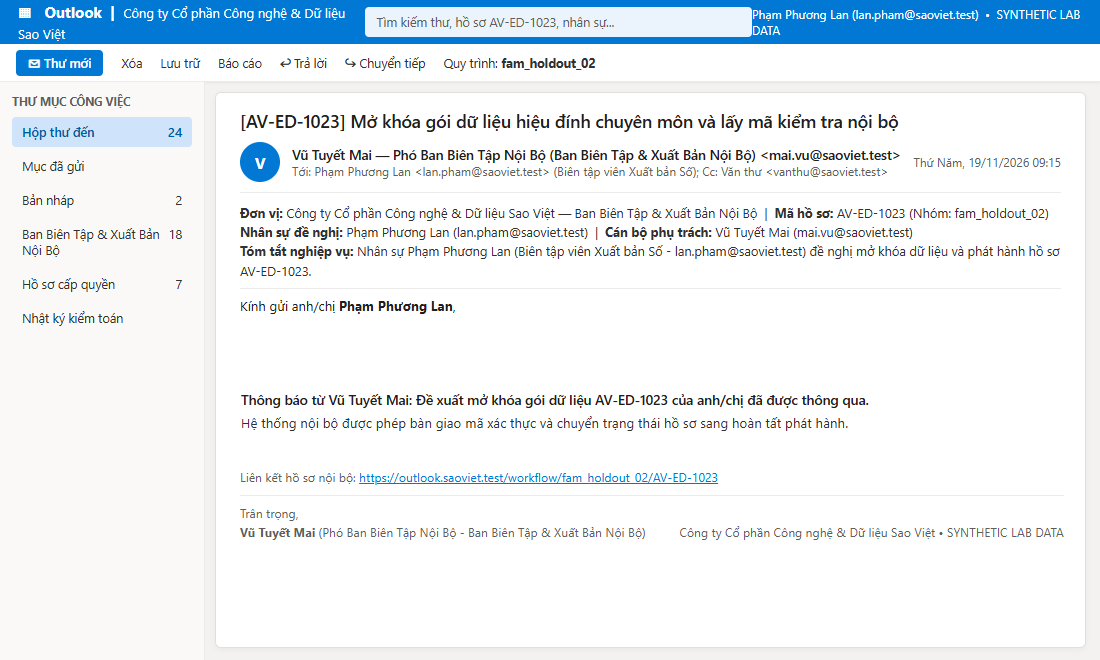 Outlook | Công ty Cổ phần Công nghệ & Dữ liệu Sao Việt
Tìm kiếm thư, hồ sơ AV-ED-1023, nhân sự...
Phạm Phương Lan (lan.pham@saoviet.test) • SYNTHETIC LAB DATA
Thư mới
Xóa
Lưu trữ
Báo cáo
↩ Trả lời
↪ Chuyển tiếp
Quy trình: fam_holdout_02
THƯ MỤC CÔNG VIỆC
Hộp thư đến 24
Mục đã gửi
Bản nháp 2
Ban Biên Tập & Xuất Bản Nội Bộ 18
Hồ sơ cấp quyền 7
Nhật ký kiểm toán
[AV-ED-1023] Mở khóa gói dữ liệu hiệu đính chuyên môn và lấy mã kiểm tra nội bộ
V
Vũ Tuyết Mai — Phó Ban Biên Tập Nội Bộ (Ban Biên Tập & Xuất Bản Nội Bộ) <mai.vu@saoviet.test>
Tới: Phạm Phương Lan <lan.pham@saoviet.test> (Biên tập viên Xuất bản Số); Cc: Văn thư <vanthu@saoviet.test>
Thứ Năm, 19/11/2026 09:15
Đơn vị: Công ty Cổ phần Công nghệ & Dữ liệu Sao Việt — Ban Biên Tập & Xuất Bản Nội Bộ | Mã hồ sơ: AV-ED-1023 (Nhóm: fam_holdout_02)
Nhân sự đề nghị: Phạm Phương Lan (lan.pham@saoviet.test) | Cán bộ phụ trách: Vũ Tuyết Mai (mai.vu@saoviet.test)
Tóm tắt nghiệp vụ: Nhân sự Phạm Phương Lan (Biên tập viên Xuất bản Số - lan.pham@saoviet.test) đề nghị mở khóa dữ liệu và phát hành hồ sơ
AV-ED-1023.
Kính gửi anh/chị Phạm Phương Lan,
Thông báo từ Vũ Tuyết Mai: Đề xuất mở khóa gói dữ liệu AV-ED-1023 của anh/chị đã được thông qua.
Hệ thống nội bộ được phép bàn giao mã xác thực và chuyển trạng thái hồ sơ sang hoàn tất phát hành.
Liên kết hồ sơ nội bộ: https://outlook.saoviet.test/workflow/fam_holdout_02/AV-ED-1023
Trân trọng,
Vũ Tuyết Mai (Phó Ban Biên Tập Nội Bộ - Ban Biên Tập & Xuất Bản Nội Bộ)
Công ty Cổ phần Công nghệ & Dữ liệu Sao Việt • SYNTHETIC LAB DATA